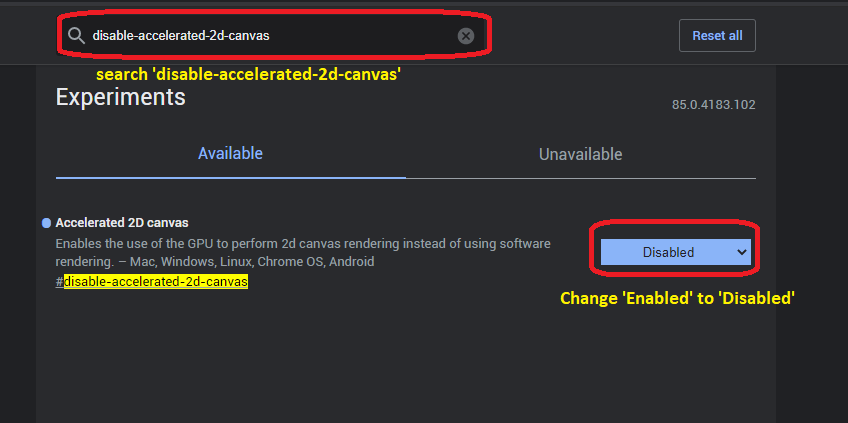 disable-accelerated-2d-canvas
Reset all
search 'disable-accelerated-2d-canvas'
Experiments
85.0.4183.102
Available
Unavailable
Accelerated 2D canvas
Enables the use of the GPU to perform 2d canvas rendering instead of using software
rendering. – Mac, Windows, Linux, Chrome OS, Android
#disable-accelerated-2d-canvas
Disabled
Change 'Enabled' to 'Disabled'